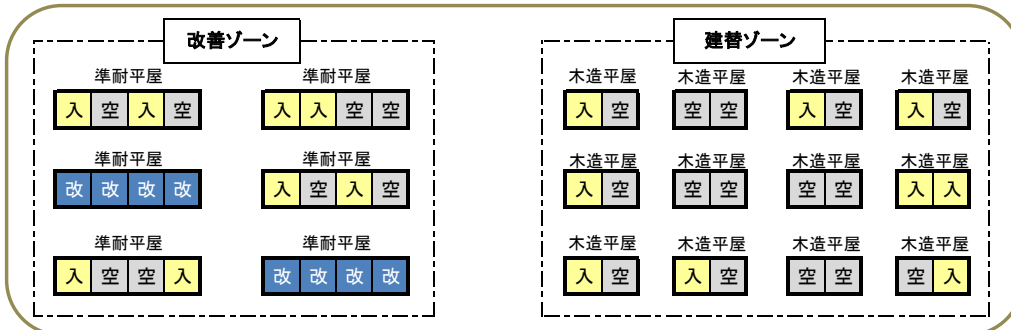 改善ゾーン
準耐平屋 準耐平屋
入 空 入 空 入 入 空 空
準耐平屋 準耐平屋
改 改 改 改 入 空 入 空
準耐平屋 準耐平屋
入 空 空 入 改 改 改 改
建替ゾーン
木造平屋 木造平屋 木造平屋 木造平屋
入 空 空 空 入 空 入 空
木造平屋 木造平屋 木造平屋 木造平屋
入 空 空 空 空 空 入 入
木造平屋 木造平屋 木造平屋 木造平屋
入 空 入 空 空 空 空 入